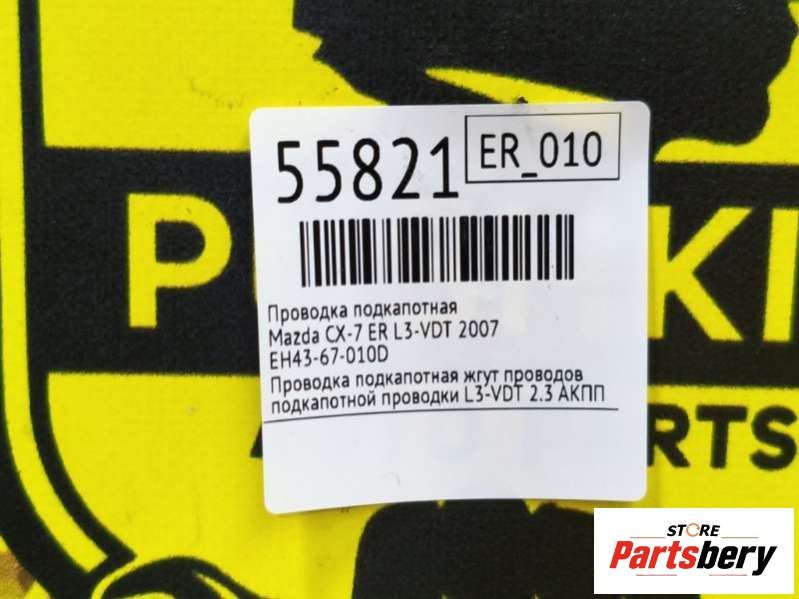 55821
ER_010
Проводка подкапотная
Mazda CX-7 ER L3-VDT 2007
EH43-67-010D
Проводка подкапотная жгут проводов
подкапотной проводки L3-VDT 2.3 АКПП
STORE
Partsbery